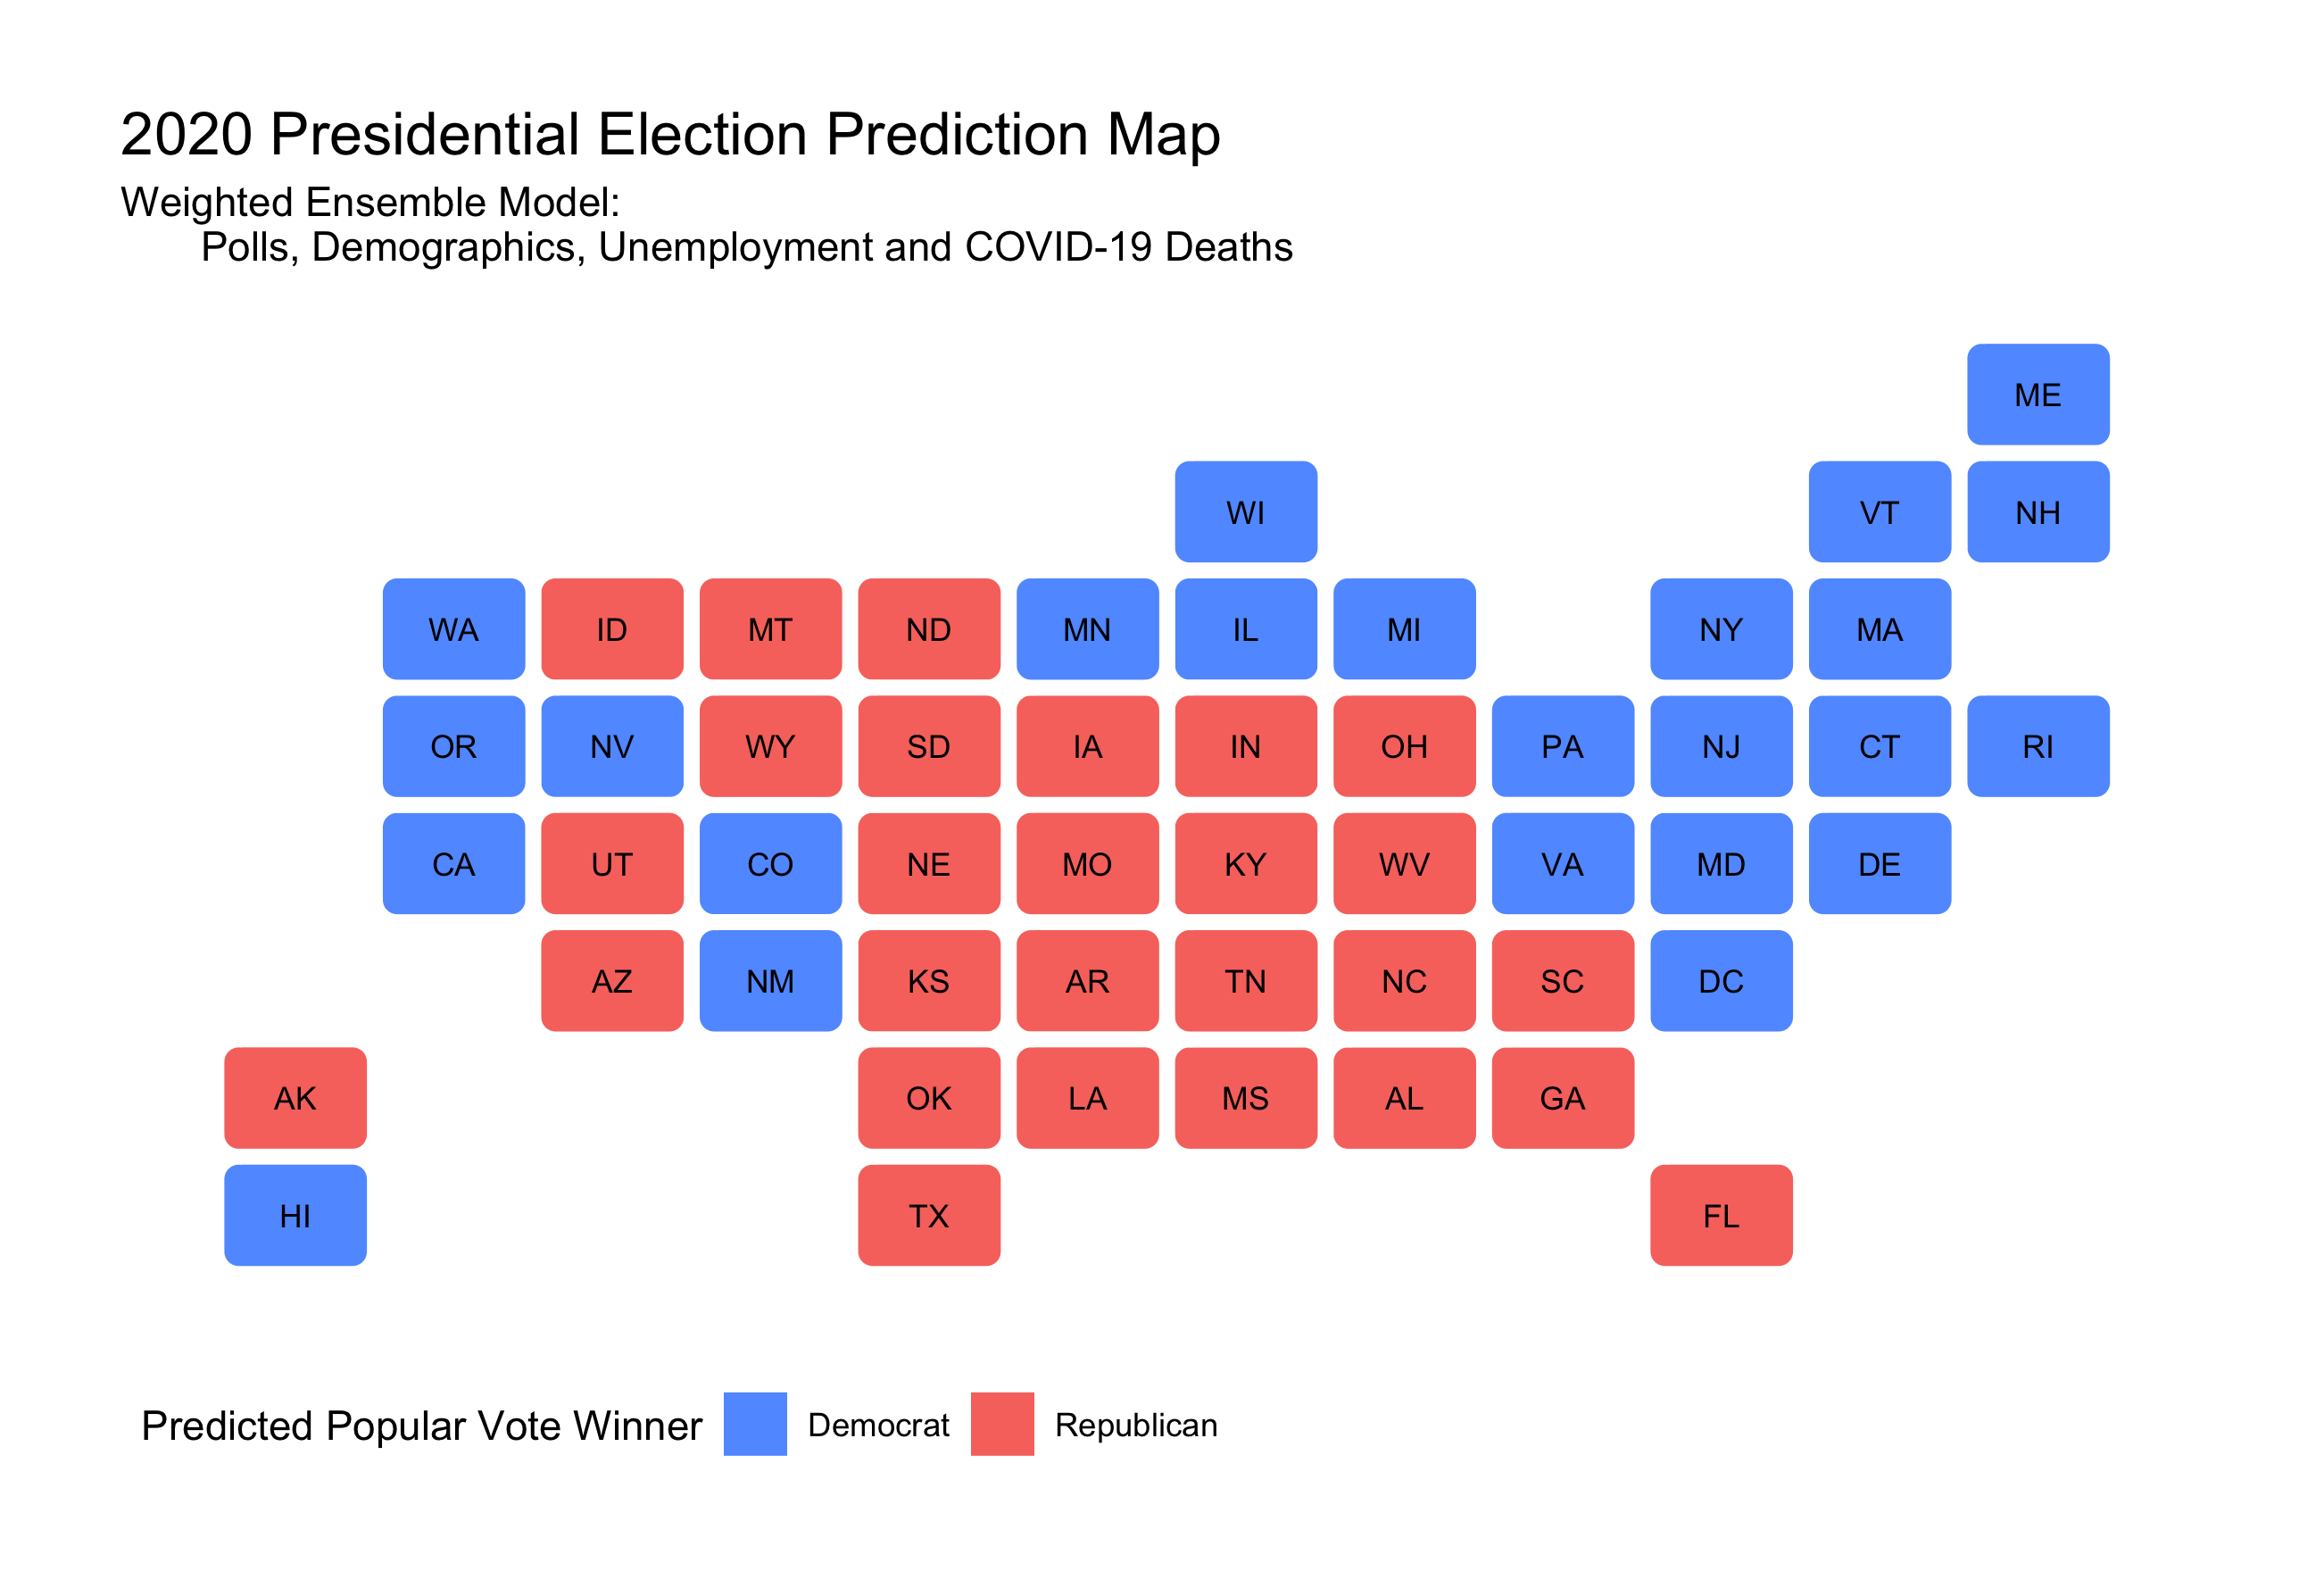 2020 Presidential Election Prediction Map
Weighted Ensemble Model:
Polls, Demographics, Unemployment and COVID-19 Deaths
ME
WI VT NH
WA ID MT ND MN IL MI NY MA
OR NV WY SD IA IN OH PA NJ CT RI
CA UT CO NE MO KY WV VA MD DE
AZ NM KS AR TN NC SC DC
AK OK LA MS AL GA
HI TX FL
Predicted Popular Vote Winner Democrat Republican